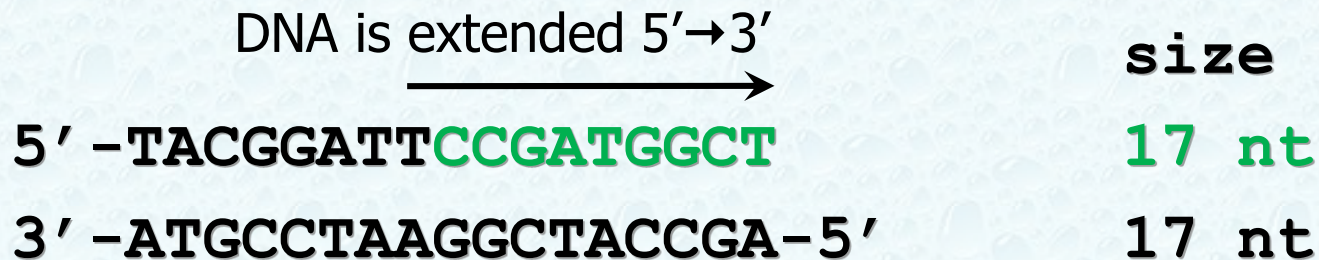 DNA is extended 5′→3′
size
5′-TACGGATTCCGATGGCT 17 nt
3′-ATGCCTAAGGCTACCGA-5′ 17 nt